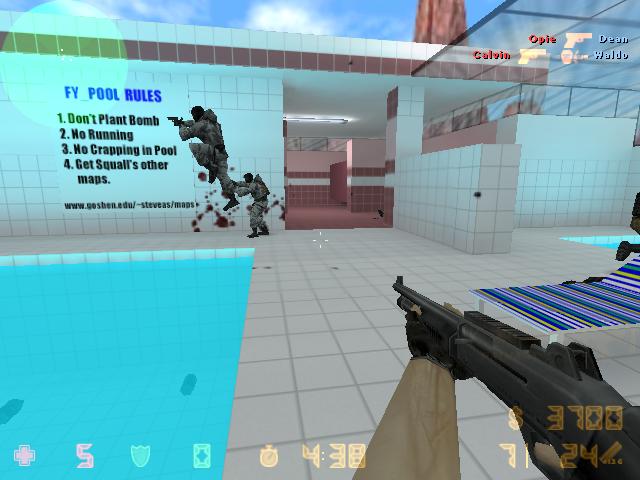 Opie Dean
Calvin Waldo
FY_POOL RULES
1. Don't Plant Bomb
2. No Running
3. No Crapping in Pool
4. Get Squall's other
maps.
www.goshen.edu/~steveas/maps
$ 3700
5 4:38 7 24